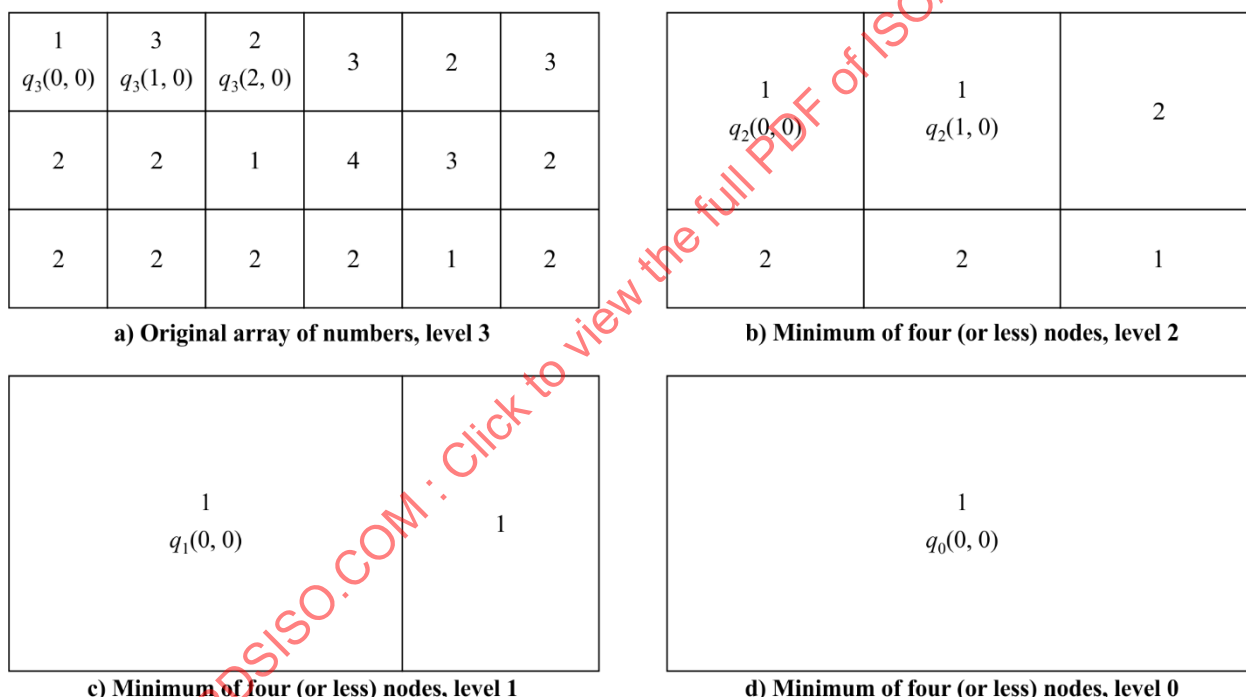 1 3 2 3 2 3
q3(0, 0) q3(1, 0) q3(2, 0)
2 2 1 4 3 2
2 2 2 2 1 2
a) Original array of numbers, level 3
1 1 2
q2(0, 0) q2(1, 0)
2 2 1
b) Minimum of four (or less) nodes, level 2
1 1
q1(0, 0)
c) Minimum of four (or less) nodes, level 1
1
q0(0, 0)
d) Minimum of four (or less) nodes, level 0
DSISO.COM : Click to view the full PDF of ISO